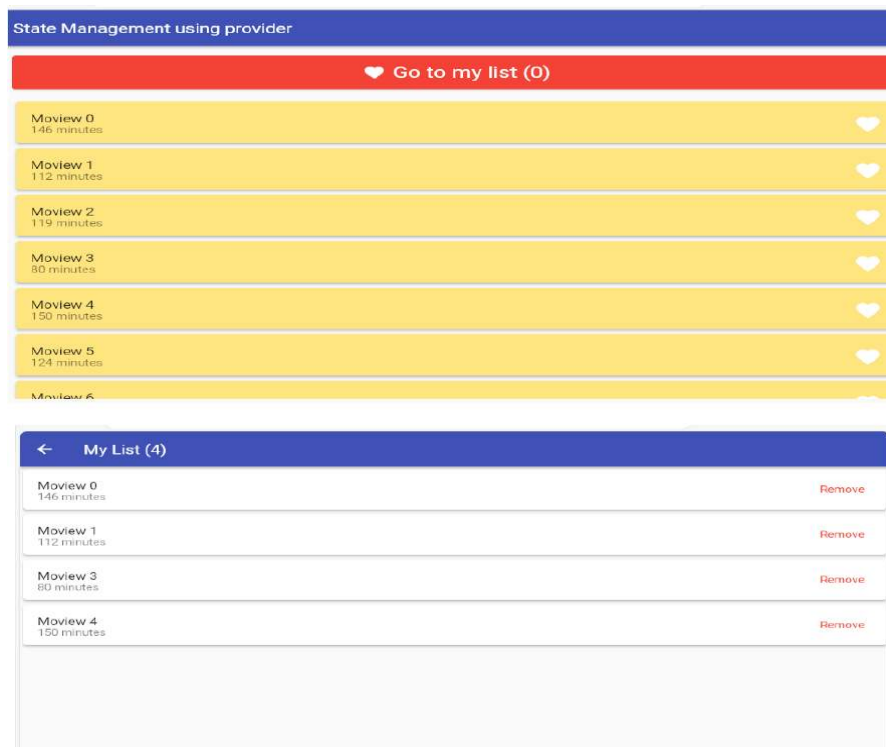 State Management using provider
Go to my list (0)
Moview 0
146 minutes
Moview 1
112 minutes
Moview 2
119 minutes
Moview 3
80 minutes
Moview 4
150 minutes
Moview 5
124 minutes
Moview 6
My List (4)
Moview 0
146 minutes
Remove
Moview 1
112 minutes
Remove
Moview 3
80 minutes
Remove
Moview 4
150 minutes
Remove